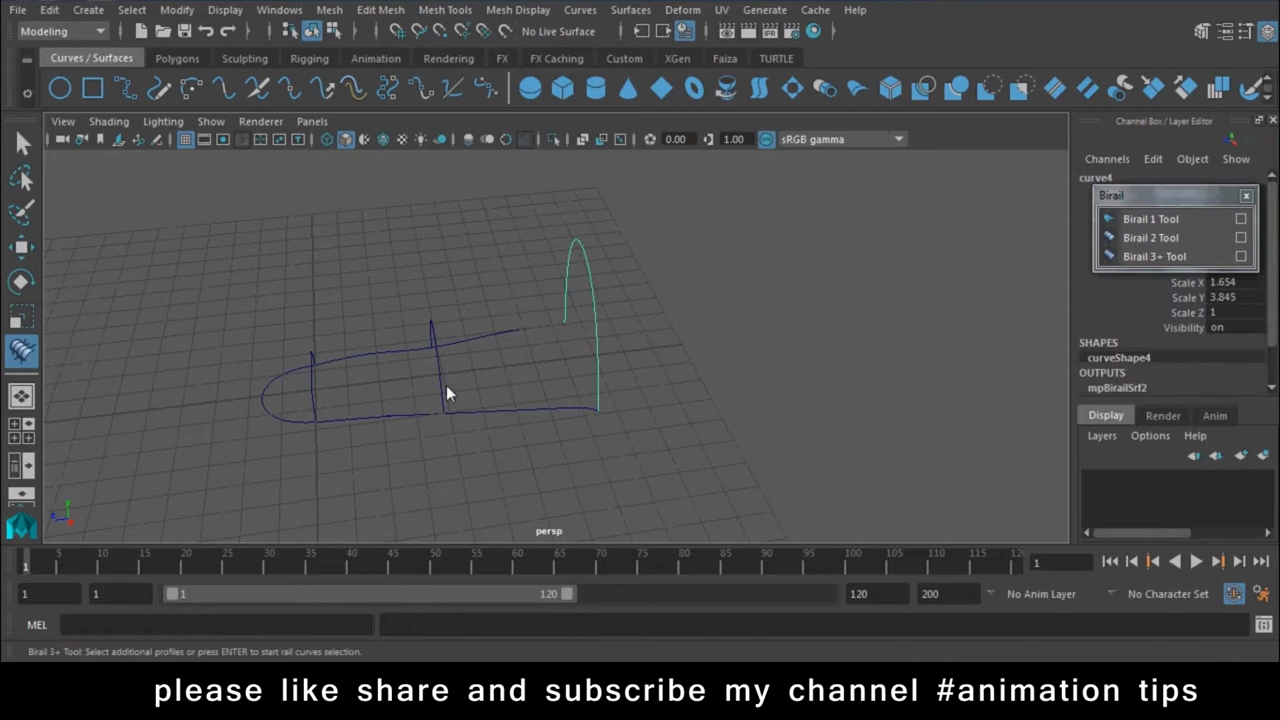 File Edit Create Select Modify Display Windows Mesh Edit Mesh Mesh Tools Mesh Display Curves Surfaces Deform UV Generate Cache Help
Modeling No Live Surface
Curves / Surfaces Polygons Sculpting Rigging Animation Rendering FX FX Caching Custom XGen Faiza TURTLE
View Shading Lighting Show Renderer Panels
0.00 1.00 sRGB gamma
Channel Box / Layer Editor
Channels Edit Object Show
curve4
Birail
Birail 1 Tool
Birail 2 Tool
Birail 3+ Tool
Scale X 1.654
Scale Y 3.845
Scale Z 1
Visibility on
SHAPES
curveShape4
OUTPUTS
mpBirailSrf2
Display Render Anim
Layers Options Help
persp
1 5 10 15 20 25 30 35 40 45 50 55 60 65 70 75 80 85 90 95 100 105 110 115 12 1
1 1 1 120 120 200 No Anim Layer No Character Set
MEL
Birail 3+ Tool: Select additional profiles or press ENTER to start rail curves selection.
please like share and subscribe my channel #animation tips